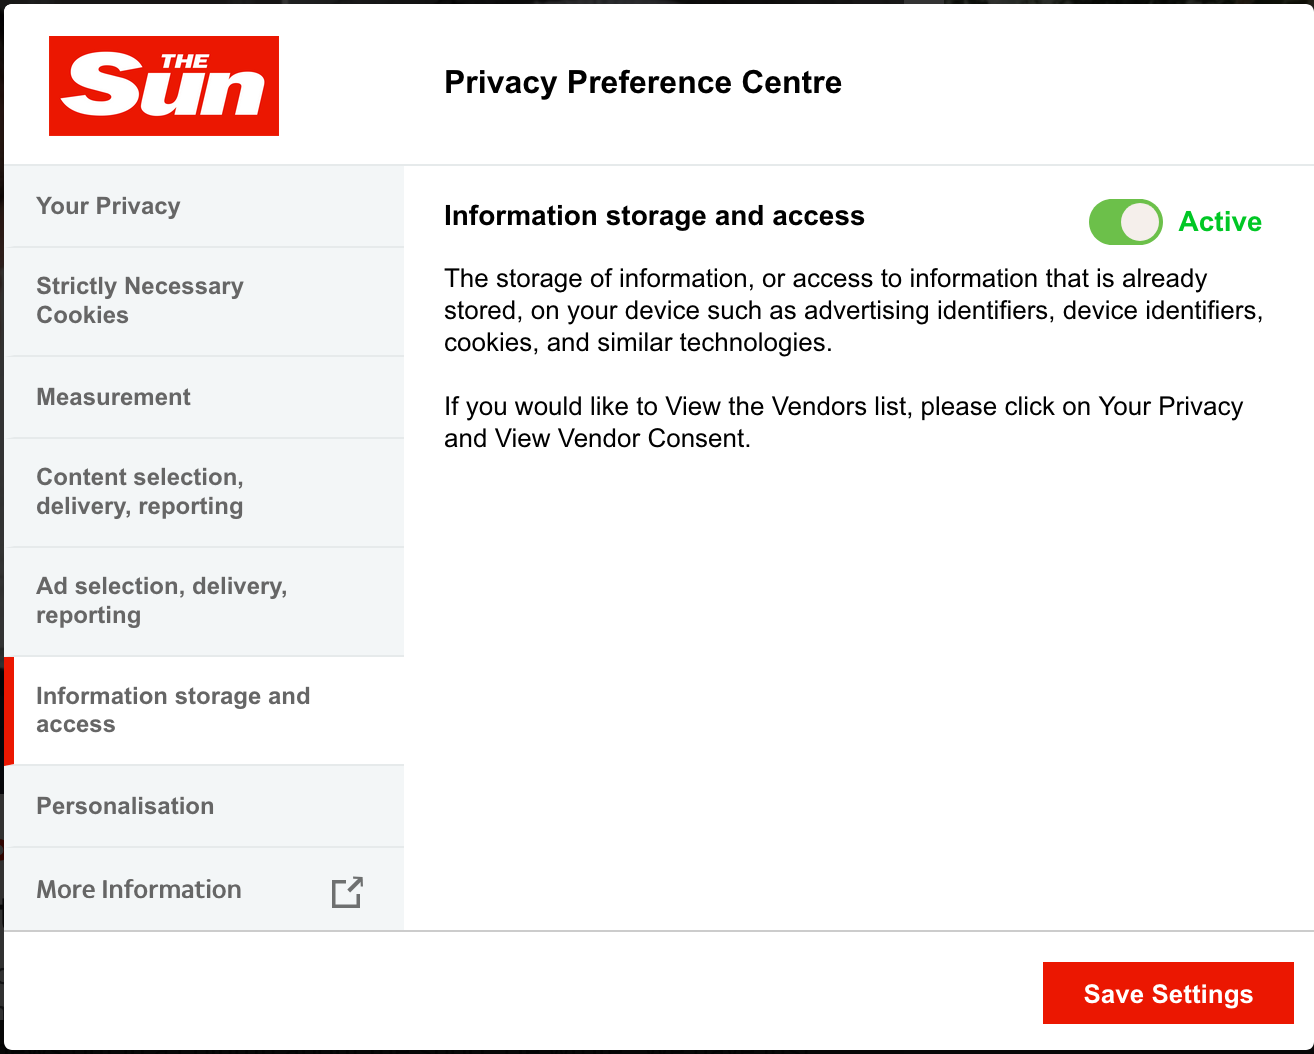 THE
Sun
Privacy Preference Centre
Your Privacy
Strictly Necessary
Cookies
Measurement
Content selection,
delivery, reporting
Ad selection, delivery,
reporting
Information storage and
access
Personalisation
More Information
Information storage and access
Active
The storage of information, or access to information that is already
stored, on your device such as advertising identifiers, device identifiers,
cookies, and similar technologies.
If you would like to View the Vendors list, please click on Your Privacy
and View Vendor Consent.
Save Settings